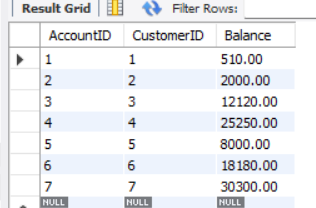 Result Grid Filter Rows:
AccountID CustomerID Balance
1 1 510.00
2 2 2000.00
3 3 12120.00
4 4 25250.00
5 5 8000.00
6 6 18180.00
7 7 30300.00
NULL NULL NULL